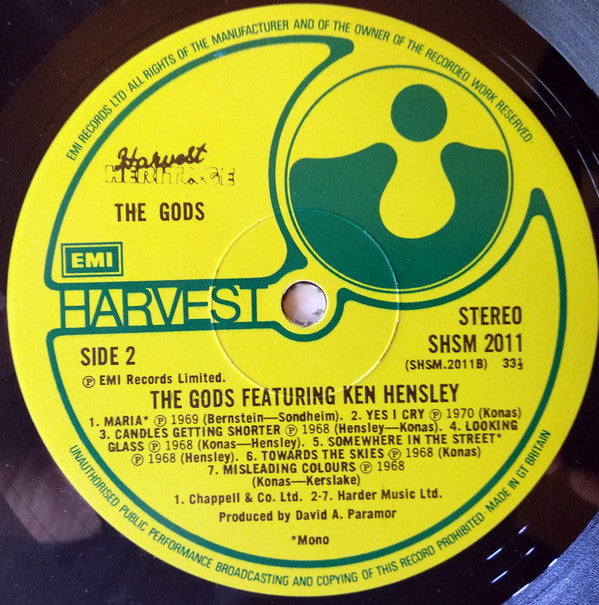 EMI RECORDS LTD · ALL RIGHTS OF THE MANUFACTURER AND OF THE OWNER OF THE RECORDED WORK RESERVED
Harvest
HERITAGE
THE GODS
EMI
HARVEST
STEREO
SHSM 2011
(SHSM.2011B) 33⅓
SIDE 2
Ⓟ EMI Records Limited.
THE GODS FEATURING KEN HENSLEY
1. MARIA* Ⓟ 1969 (Bernstein—Sondheim). 2. YES I CRY Ⓟ 1970 (Konas)
3. CANDLES GETTING SHORTER Ⓟ 1968 (Hensley—Konas). 4. LOOKING
GLASS Ⓟ 1968 (Konas—Hensley). 5. SOMEWHERE IN THE STREET*
Ⓟ 1968 (Hensley). 6. TOWARDS THE SKIES Ⓟ 1968 (Konas)
7. MISLEADING COLOURS Ⓟ 1968
(Konas—Kerslake)
1. Chappell & Co. Ltd. 2-7. Harder Music Ltd.
Produced by David A. Paramor
*Mono
UNAUTHORISED PUBLIC PERFORMANCE BROADCASTING AND COPYING OF THIS RECORD PROHIBITED · MADE IN GT BRITAIN